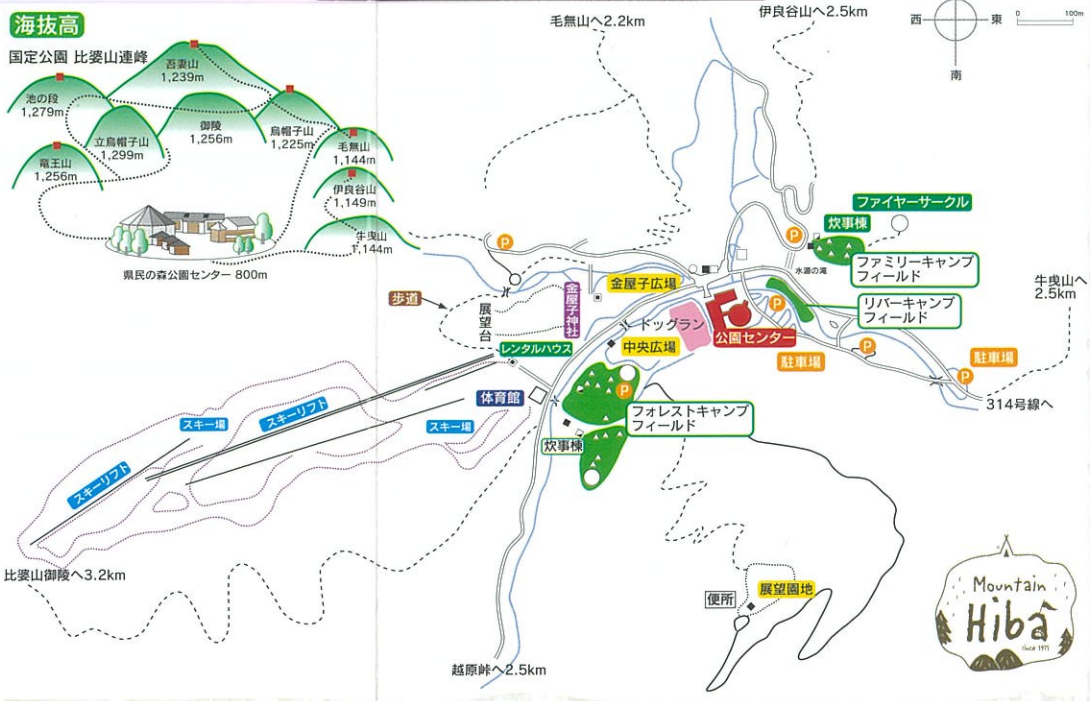 海抜高
国定公園 比婆山連峰
吾妻山
1,239m
池の段
1,279m
御陵
1,256m
烏帽子山
1,225m
立烏帽子山
1,299m
毛無山
1,144m
竜王山
1,256m
伊良谷山
1,149m
牛曳山
1,144m
県民の森公園センター 800m
毛無山へ2.2km
伊良谷山へ2.5km
西
東
南
0
100m
ファイヤーサークル
炊事棟
P
P
ファミリーキャンプ
フィールド
水源の滝
牛曳山へ
2.5km
金屋子広場
リバーキャンプ
フィールド
歩道
展望台
金屋子神社
P
ドッグラン
公園センター
中央広場
P
駐車場
駐車場
P
レンタルハウス
314号線へ
体育館
P
フォレストキャンプ
フィールド
スキー場
スキーリフト
スキー場
炊事棟
スキーリフト
比婆山御陵へ3.2km
便所
展望園地
Mountain
Hiba
since 1971
越原峠へ2.5km